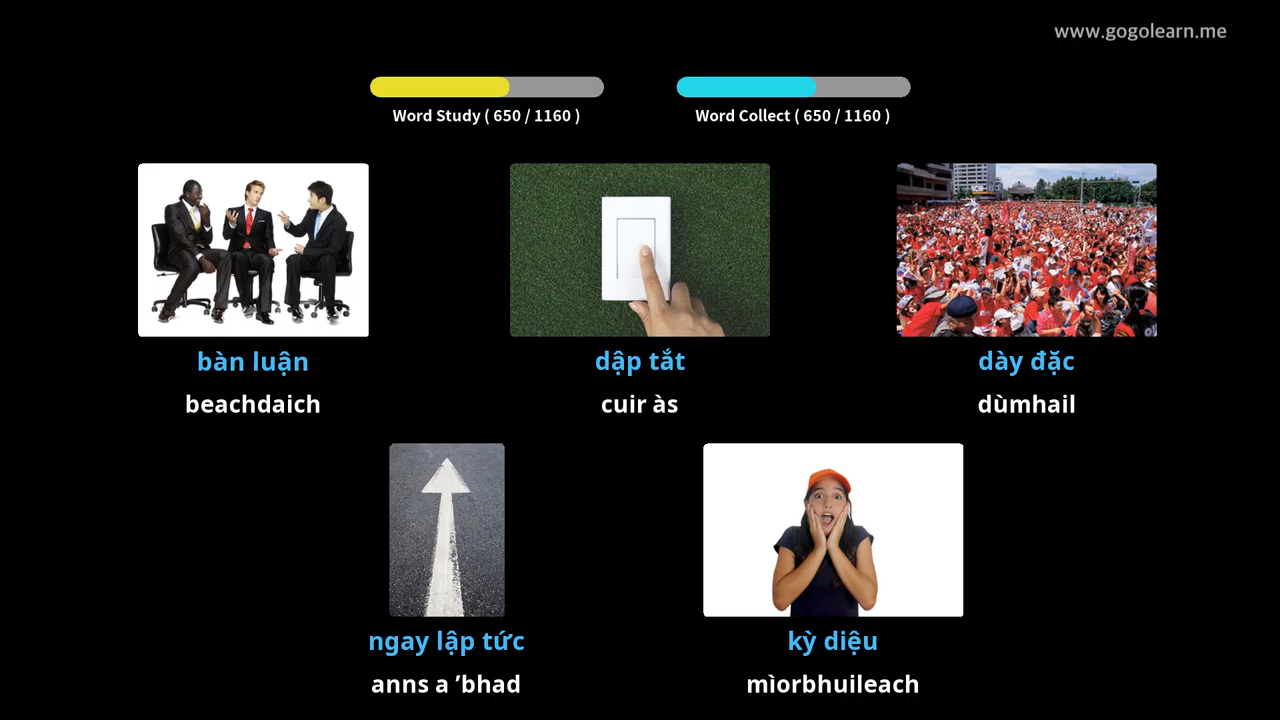 www.gogolearn.me
Word Study ( 650 / 1160 )
Word Collect ( 650 / 1160 )
bàn luận
beachdaich
dập tắt
cuir às
dày đặc
dùmhail
ngay lập tức
anns a ’bhad
kỳ diệu
mìorbhuileach